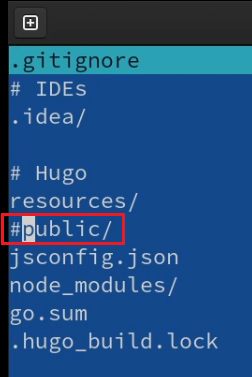 .gitignore
# IDEs
.idea/
# Hugo
resources/
#public/
jsconfig.json
node_modules/
go.sum
.hugo_build.lock